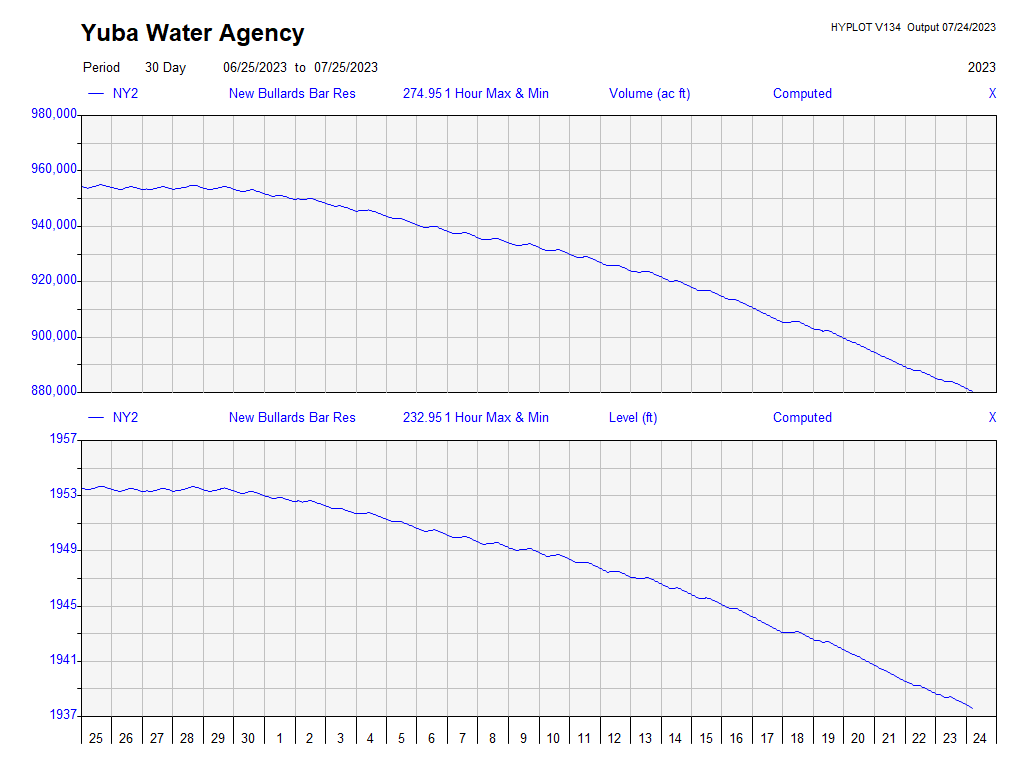 Yuba Water Agency
HYPLOT V134 Output 07/24/2023
Period 30 Day 06/25/2023 to 07/25/2023 2023
NY2 New Bullards Bar Res 274.95 1 Hour Max & Min Volume (ac ft) Computed X
980,000
960,000
940,000
920,000
900,000
880,000
NY2 New Bullards Bar Res 232.95 1 Hour Max & Min Level (ft) Computed X
1957
1953
1949
1945
1941
1937
25 26 27 28 29 30 1 2 3 4 5 6 7 8 9 10 11 12 13 14 15 16 17 18 19 20 21 22 23 24